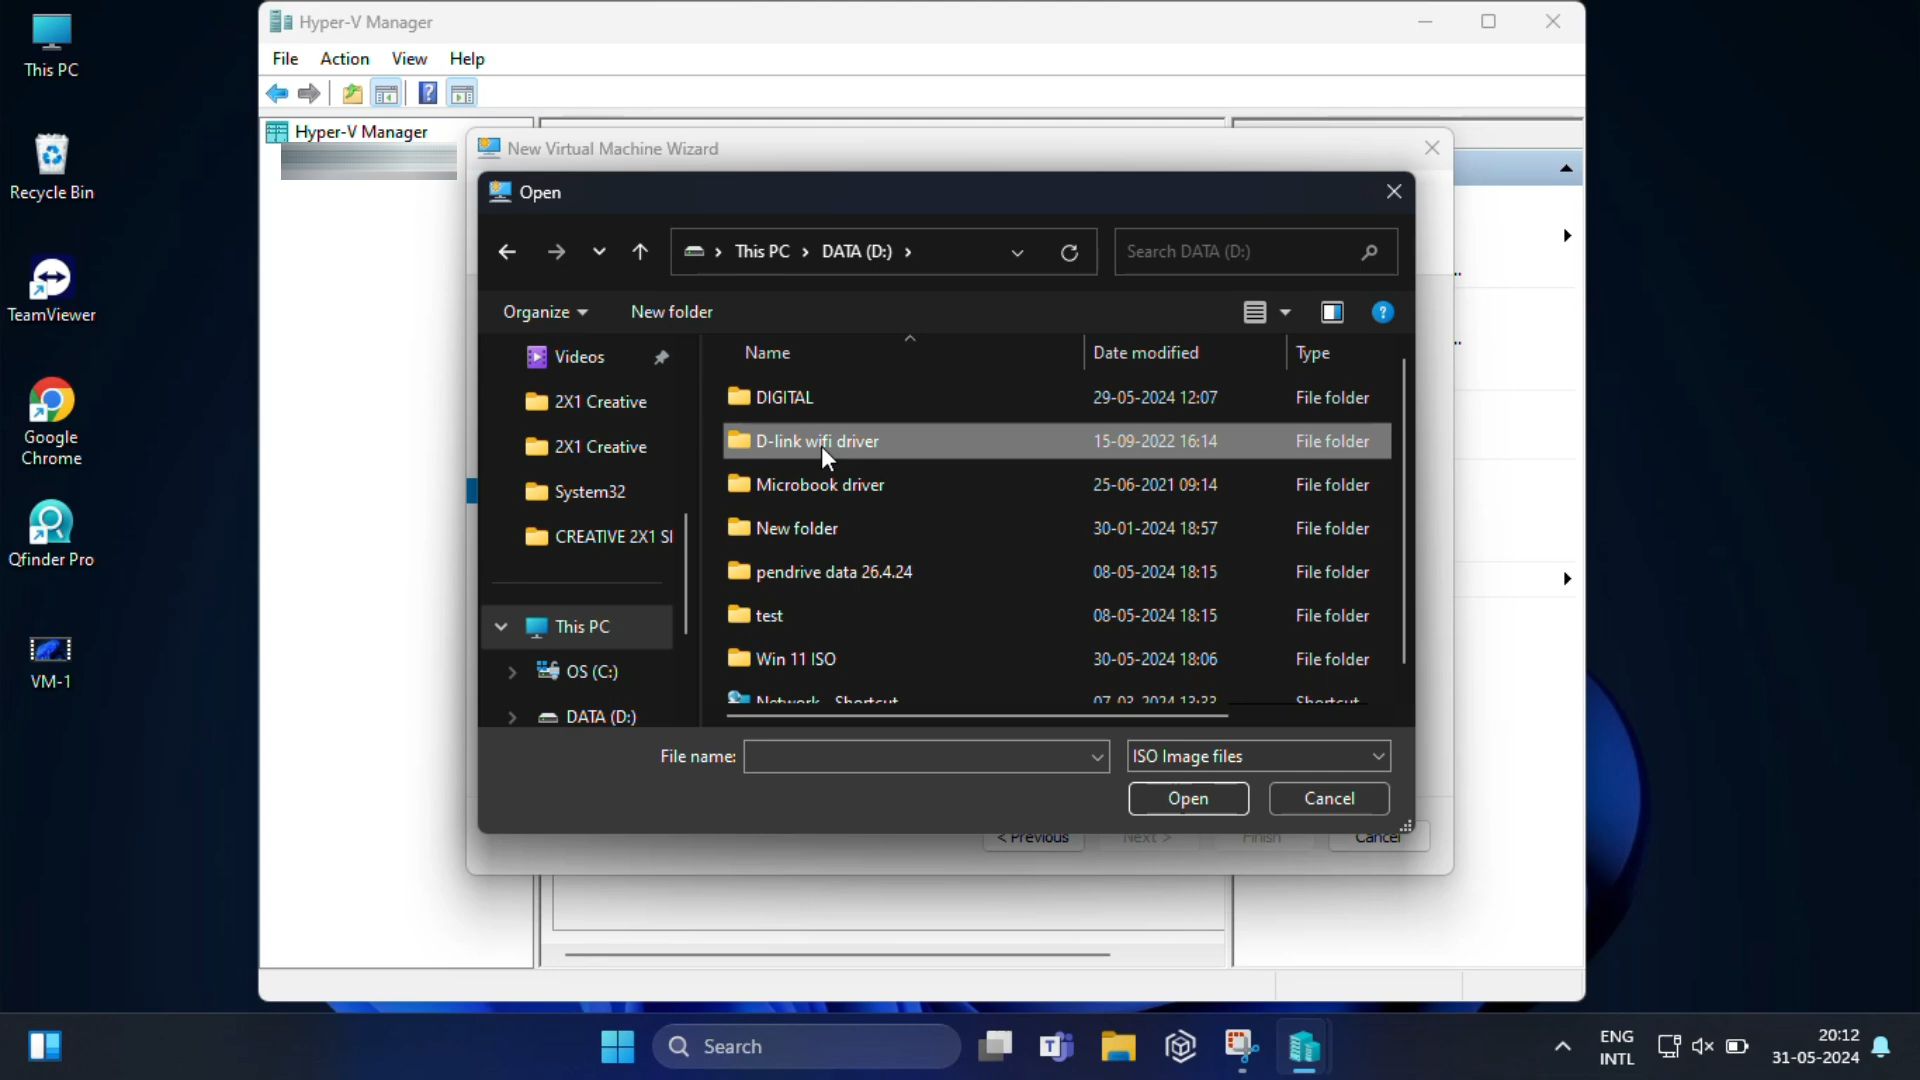 This PC
Recycle Bin
TeamViewer
Google
Chrome
Qfinder Pro
VM-1
Hyper-V Manager
File Action View Help
Hyper-V Manager
New Virtual Machine Wizard
Open
This PC > DATA (D:) >
Search DATA (D:)
Organize New folder
Videos
2X1 Creative
2X1 Creative
System32
CREATIVE 2X1 SI
This PC
OS (C:)
DATA (D:)
Name Date modified Type
DIGITAL 29-05-2024 12:07 File folder
D-link wifi driver 15-09-2022 16:14 File folder
Microbook driver 25-06-2021 09:14 File folder
New folder 30-01-2024 18:57 File folder
pendrive data 26.4.24 08-05-2024 18:15 File folder
test 08-05-2024 18:15 File folder
Win 11 ISO 30-05-2024 18:06 File folder
Network - Shortcut 07-03-2024 13:33 Shortcut
File name: ISO Image files
Open Cancel
< Previous Next > Finish Cancel
Search
ENG
INTL
20:12
31-05-2024